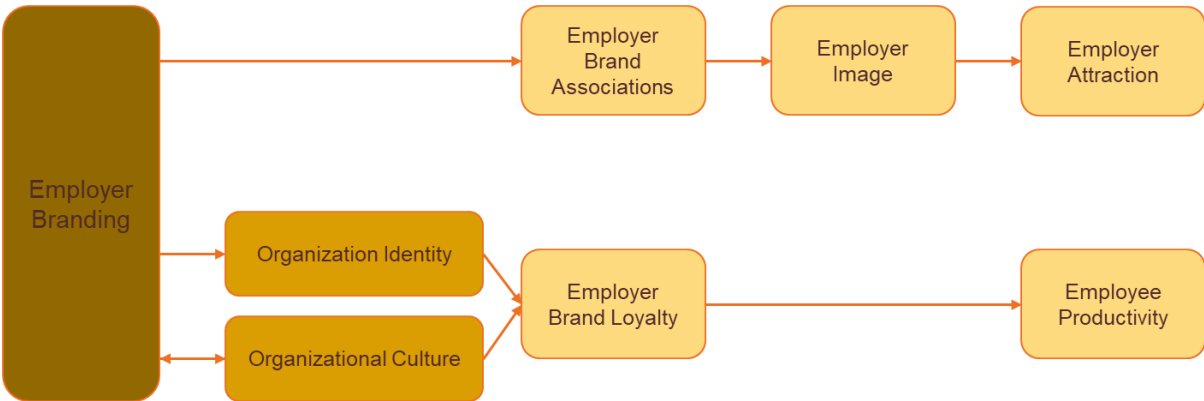 Employer
Branding
Employer
Brand
Associations
Employer
Image
Employer
Attraction
Organization Identity
Organizational Culture
Employer
Brand Loyalty
Employee
Productivity